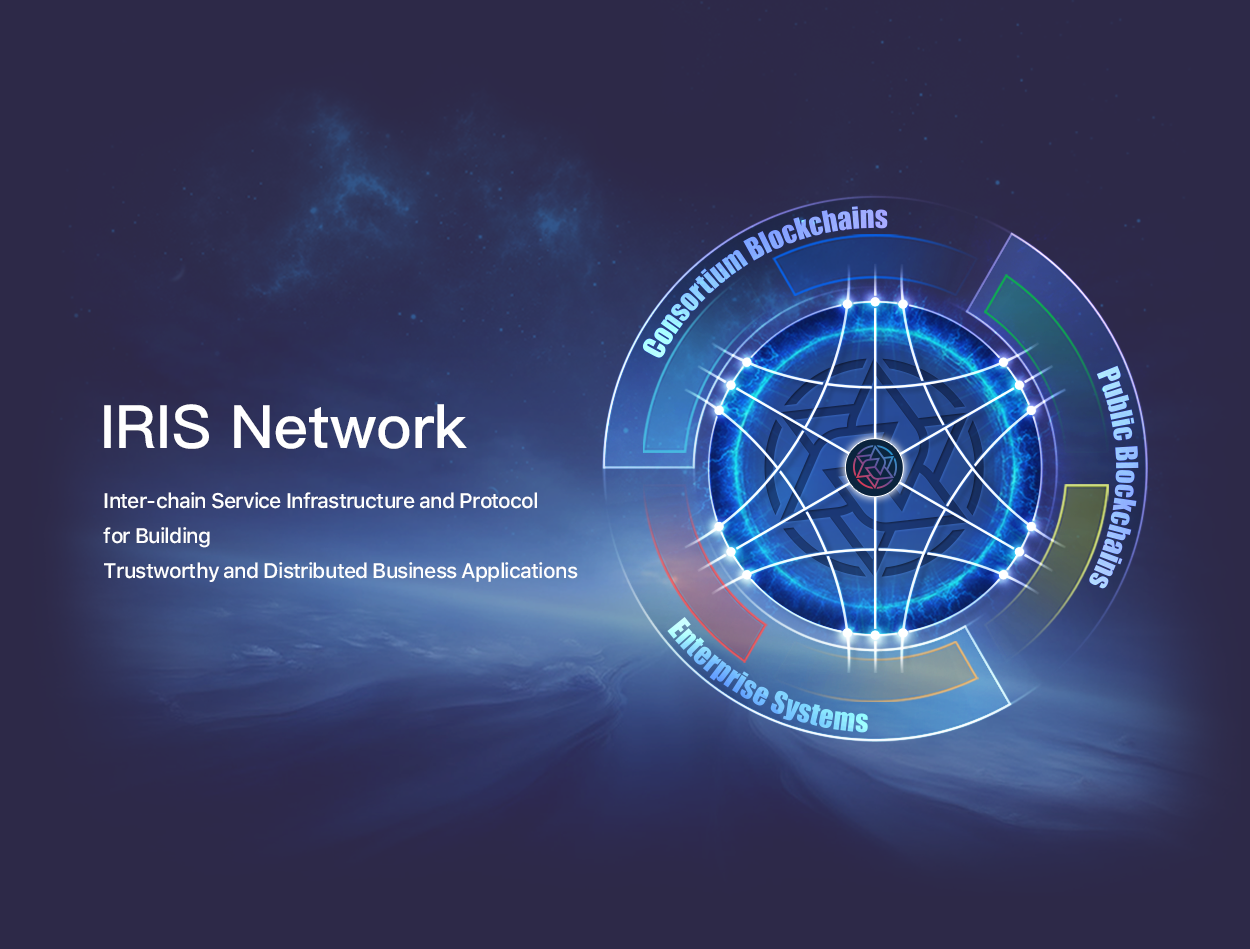 IRIS Network
Inter-chain Service Infrastructure and Protocol
for Building
Trustworthy and Distributed Business Applications
Consortium Blockchains
Public Blockchains
Enterprise Systems